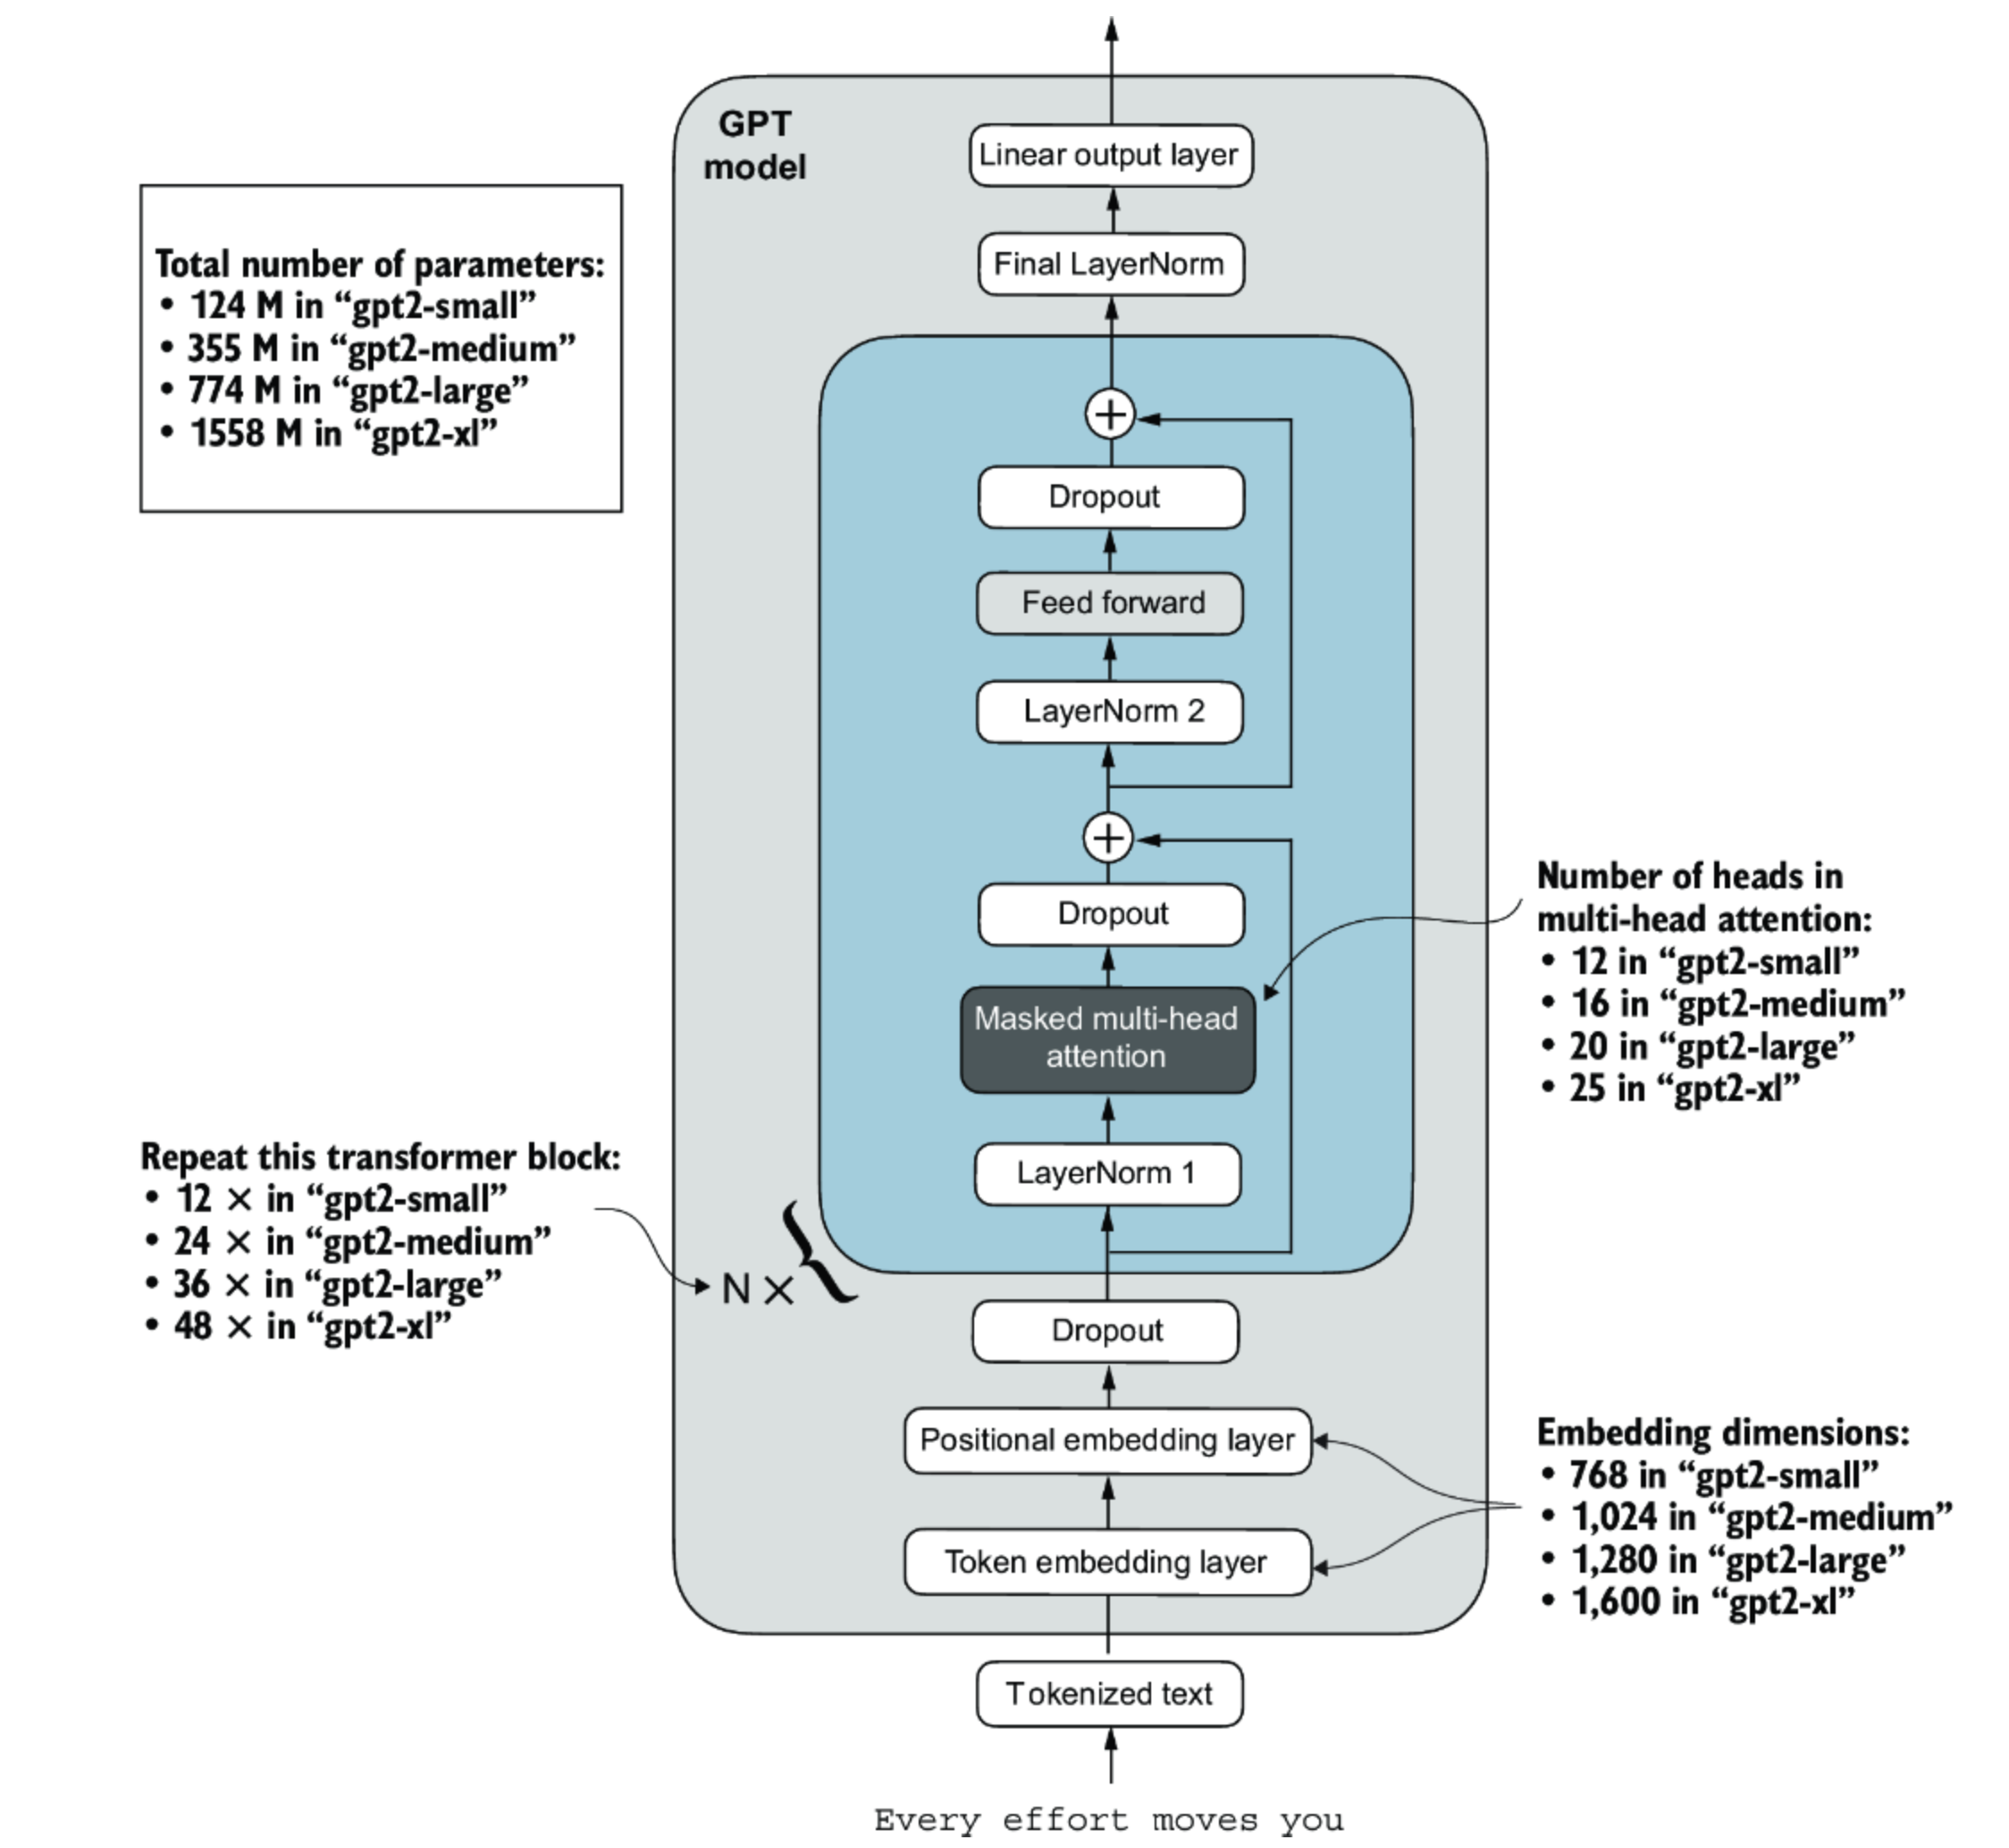 GPT
model
Linear output layer
Final LayerNorm
Total number of parameters:
• 124 M in “gpt2-small”
• 355 M in “gpt2-medium”
• 774 M in “gpt2-large”
• 1558 M in “gpt2-xl”
+
Dropout
Feed forward
LayerNorm 2
+
Dropout
Masked multi-head
attention
LayerNorm 1
Number of heads in
multi-head attention:
• 12 in “gpt2-small”
• 16 in “gpt2-medium”
• 20 in “gpt2-large”
• 25 in “gpt2-xl”
Repeat this transformer block:
• 12 × in “gpt2-small”
• 24 × in “gpt2-medium”
• 36 × in “gpt2-large”
• 48 × in “gpt2-xl”
N × {
Dropout
Positional embedding layer
Token embedding layer
Embedding dimensions:
• 768 in “gpt2-small”
• 1,024 in “gpt2-medium”
• 1,280 in “gpt2-large”
• 1,600 in “gpt2-xl”
Tokenized text
Every effort moves you